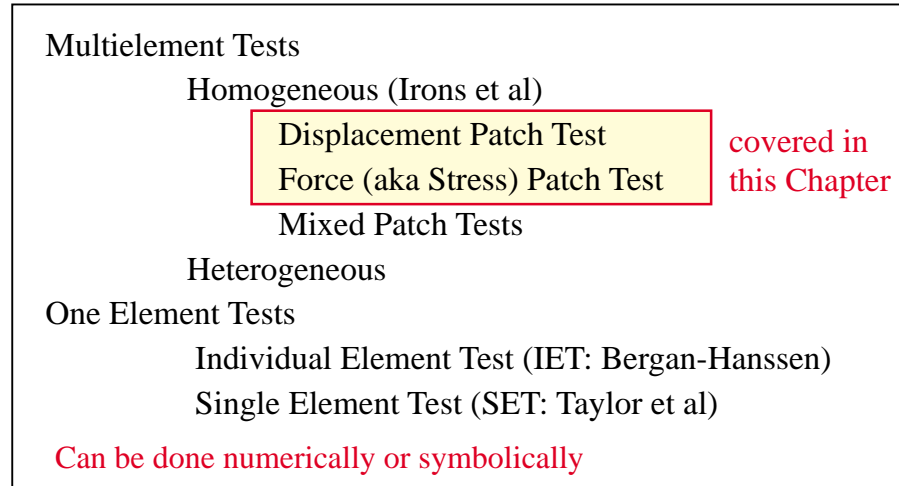 Multielement Tests
Homogeneous (Irons et al)
Displacement Patch Test
Force (aka Stress) Patch Test
covered in
this Chapter
Mixed Patch Tests
Heterogeneous
One Element Tests
Individual Element Test (IET: Bergan-Hanssen)
Single Element Test (SET: Taylor et al)
Can be done numerically or symbolically